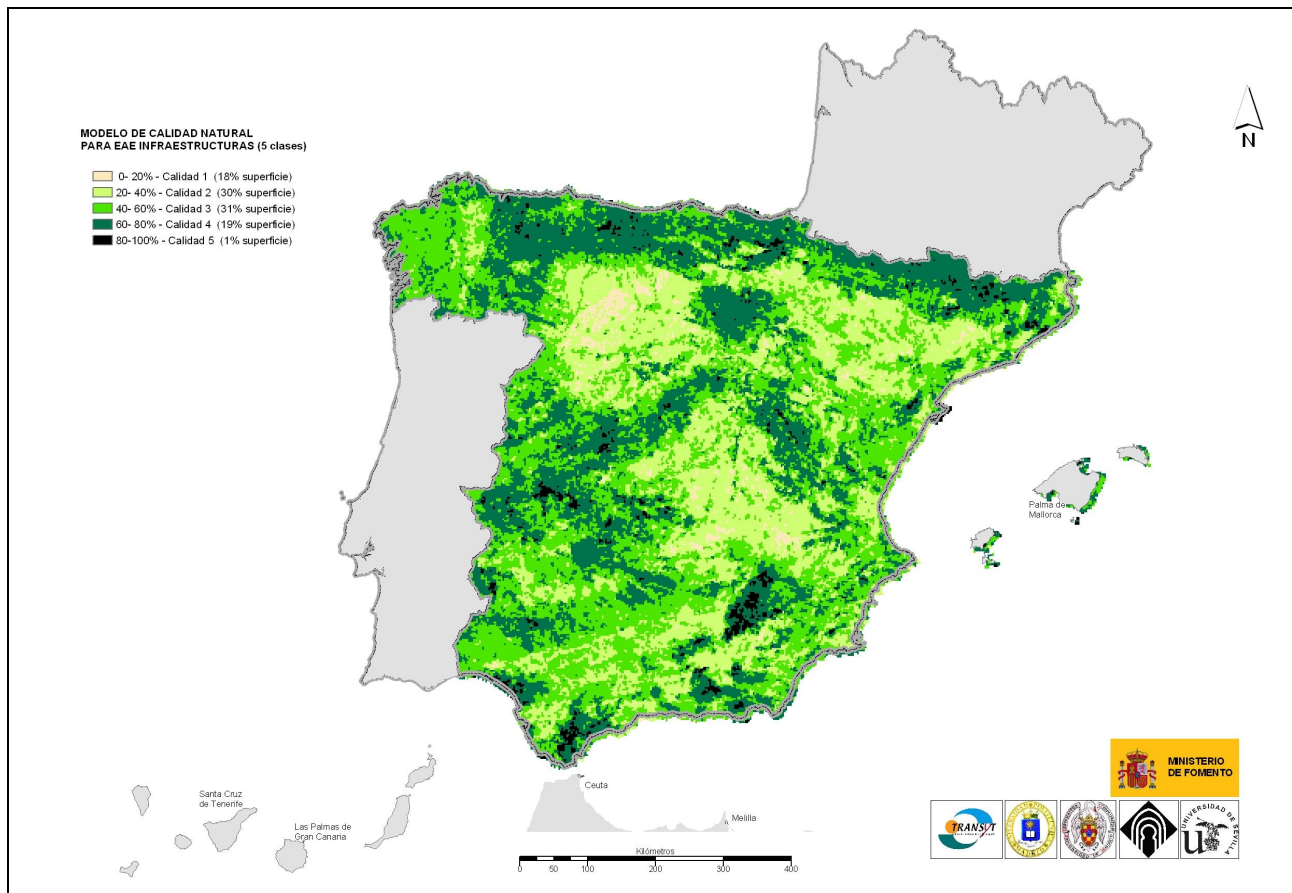 MODELO DE CALIDAD NATURAL
PARA EAE INFRAESTRUCTURAS (5 clases)
0- 20% - Calidad 1 (18% superficie)
20- 40% - Calidad 2 (30% superficie)
40- 60% - Calidad 3 (31% superficie)
60- 80% - Calidad 4 (19% superficie)
80-100% - Calidad 5 (1% superficie)
N
Palma de
Mallorca
Santa Cruz
de Tenerife
Las Palmas de
Gran Canaria
Ceuta
Melilla
Kilómetros
0 50 100 200 300 400
MINISTERIO
DE FOMENTO
TRANSyT
UNIVERSIDAD DE SEVILLA